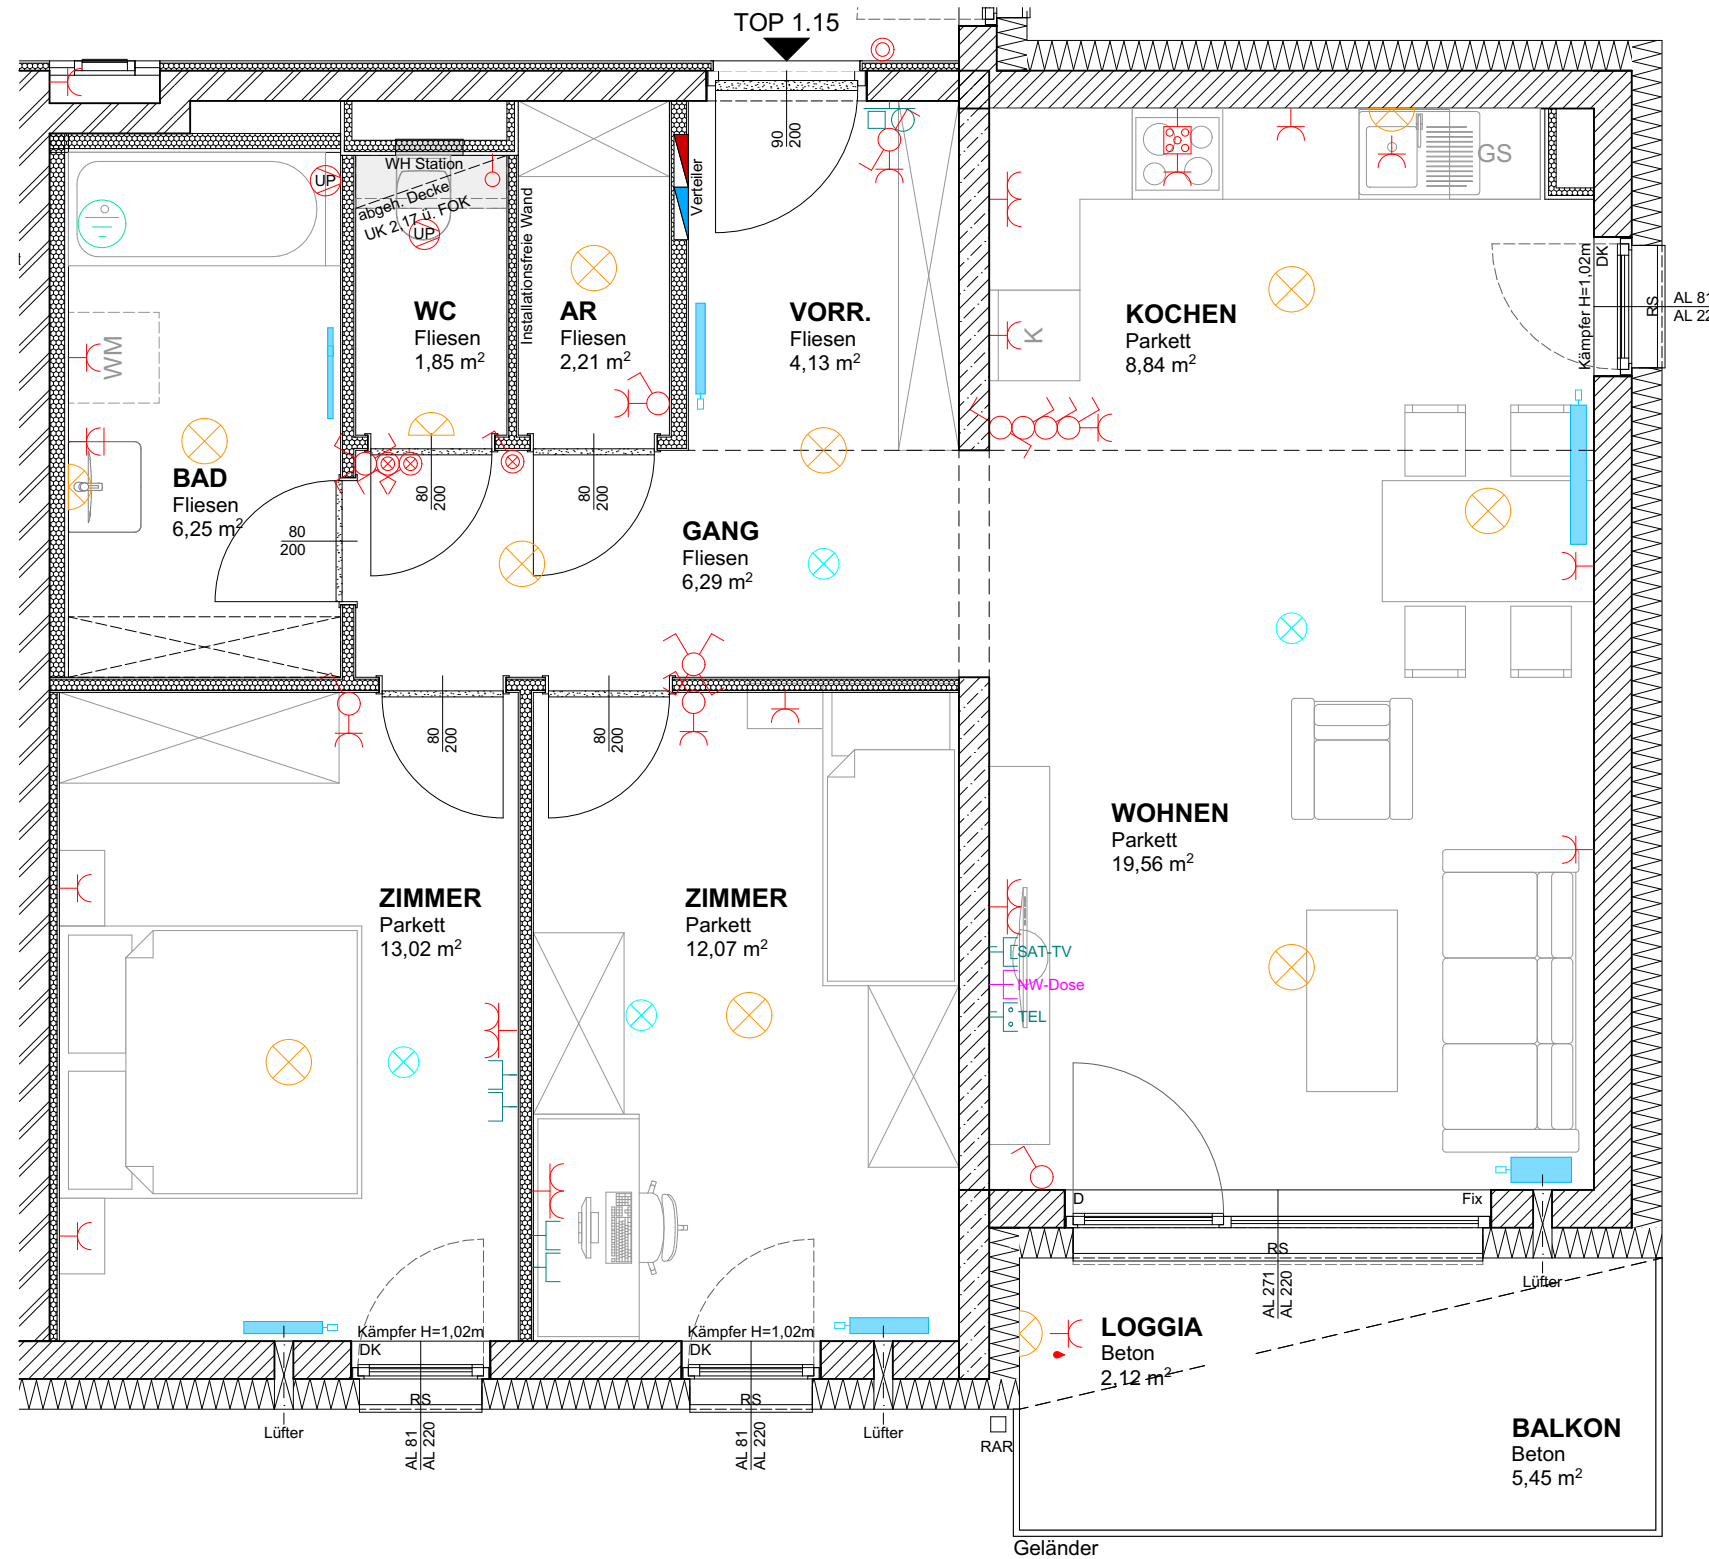 TOP 1.15
90
200
WH Station
abgeh. Decke
UK 2,17 ü. FOK
UP
UP
Installationsfreie Wand
Verteiler
GS
Kämpfer H=1,02m
DK
RS
AL 81
AL 22
WC
Fliesen
1,85 m²
AR
Fliesen
2,21 m²
VORR.
Fliesen
4,13 m²
KOCHEN
Parkett
8,84 m²
K
WM
BAD
Fliesen
6,25 m²
80
200
80
200
80
200
GANG
Fliesen
6,29 m²
80
200
80
200
WOHNEN
Parkett
19,56 m²
ZIMMER
Parkett
13,02 m²
ZIMMER
Parkett
12,07 m²
SAT-TV
NW-Dose
TEL
D
Fix
RS
AL 271
AL 220
Lüfter
Kämpfer H=1,02m
DK
Kämpfer H=1,02m
DK
LOGGIA
Beton
2,12 m²
RS
RS
AL 81
AL 220
AL 81
AL 220
Lüfter
Lüfter
RAR
BALKON
Beton
5,45 m²
Geländer